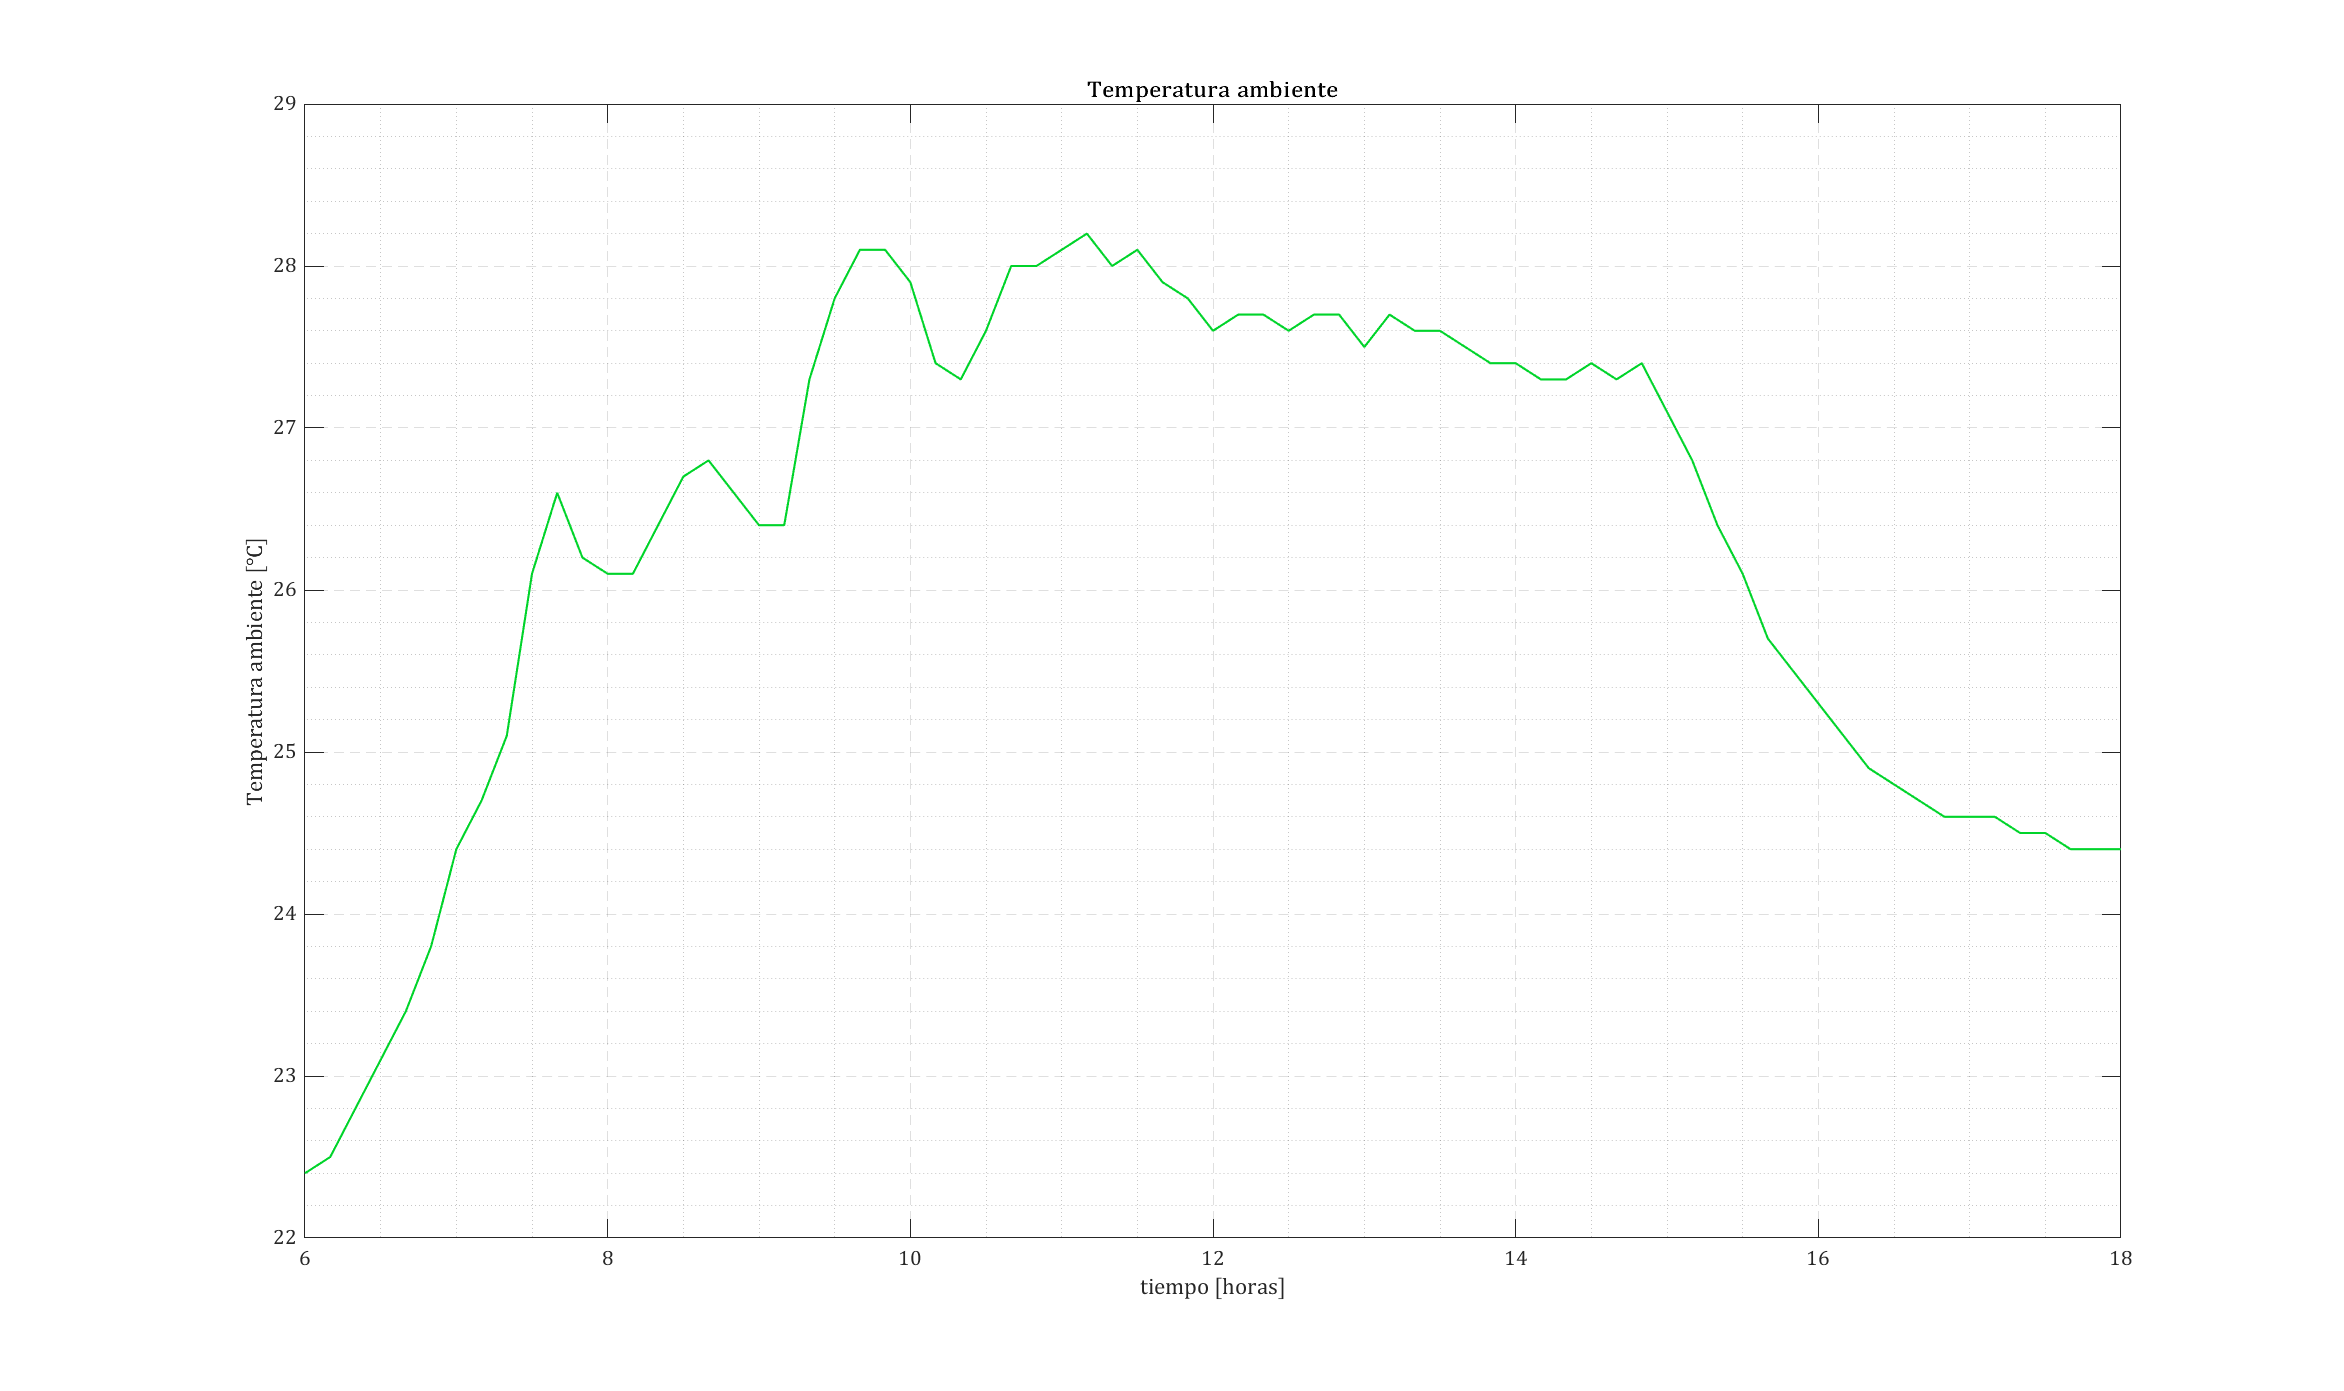 Temperatura ambiente
29
28
27
26
25
24
23
22
Temperatura ambiente [°C]
6 8 10 12 14 16 18
tiempo [horas]